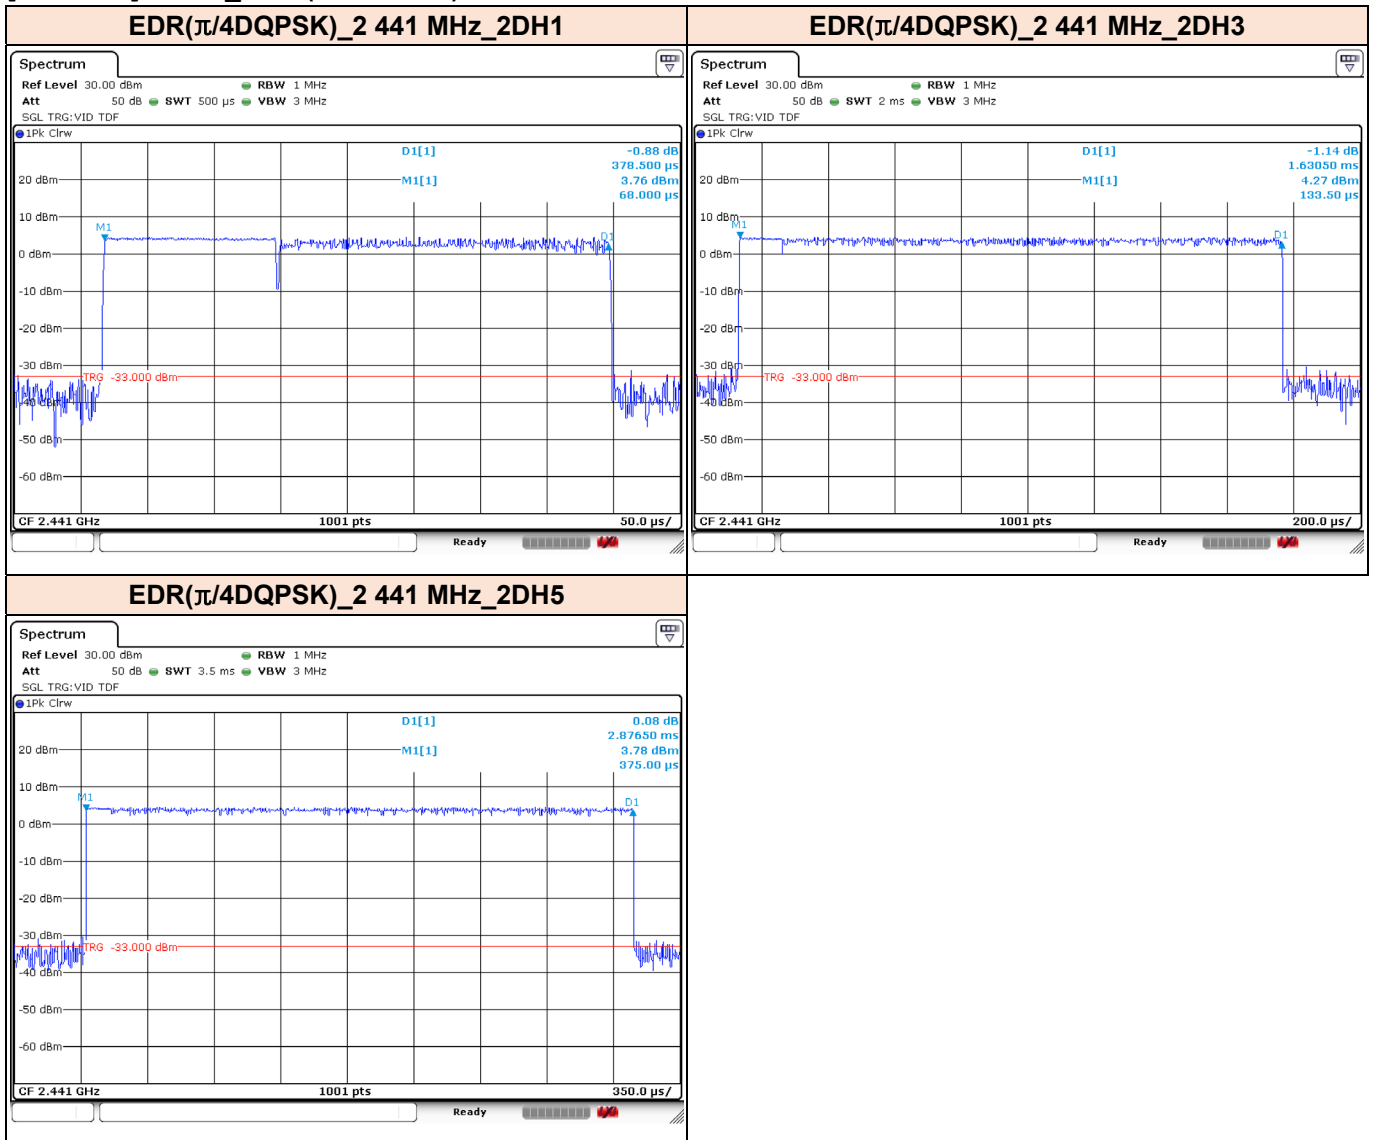 EDR(π/4DQPSK)_2 441 MHz_2DH1
Spectrum
Ref Level 30.00 dBm RBW 1 MHz
Att 50 dB SWT 500 µs VBW 3 MHz
SGL TRG:VID TDF
1Pk Clrw
D1[1] -0.88 dB
378.500 µs
M1[1] 3.76 dBm
68.000 µs
20 dBm
10 dBm
M1
D1
0 dBm
-10 dBm
-20 dBm
-30 dBm
TRG -33.000 dBm
-40 dBm
-50 dBm
-60 dBm
CF 2.441 GHz 1001 pts 50.0 µs/
Ready
EDR(π/4DQPSK)_2 441 MHz_2DH3
Spectrum
Ref Level 30.00 dBm RBW 1 MHz
Att 50 dB SWT 2 ms VBW 3 MHz
SGL TRG:VID TDF
1Pk Clrw
D1[1] -1.14 dB
1.63050 ms
M1[1] 4.27 dBm
133.50 µs
20 dBm
10 dBm
M1
D1
0 dBm
-10 dBm
-20 dBm
-30 dBm
TRG -33.000 dBm
-40 dBm
-50 dBm
-60 dBm
CF 2.441 GHz 1001 pts 200.0 µs/
Ready
EDR(π/4DQPSK)_2 441 MHz_2DH5
Spectrum
Ref Level 30.00 dBm RBW 1 MHz
Att 50 dB SWT 3.5 ms VBW 3 MHz
SGL TRG:VID TDF
1Pk Clrw
D1[1] 0.08 dB
2.87650 ms
M1[1] 3.78 dBm
375.00 µs
20 dBm
10 dBm
M1
D1
0 dBm
-10 dBm
-20 dBm
-30 dBm
TRG -33.000 dBm
-40 dBm
-50 dBm
-60 dBm
CF 2.441 GHz 1001 pts 350.0 µs/
Ready